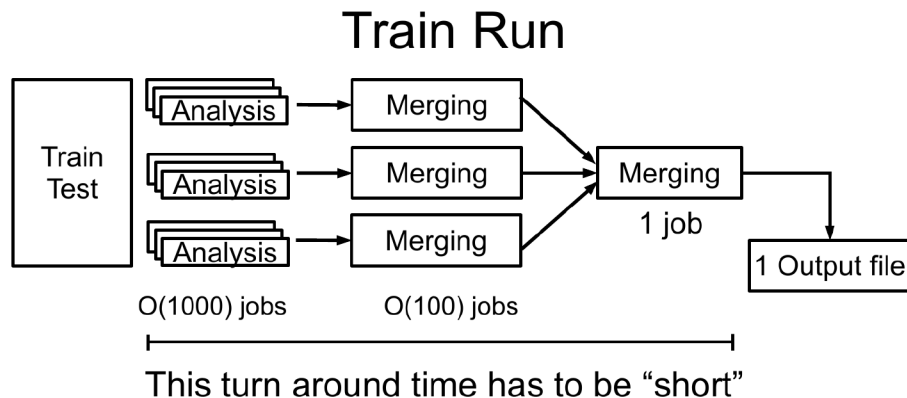 Train Run
Train
Test
Analysis
Merging
Analysis
Merging
Merging
1 job
Analysis
Merging
1 Output file
O(1000) jobs
O(100) jobs
This turn around time has to be “short”